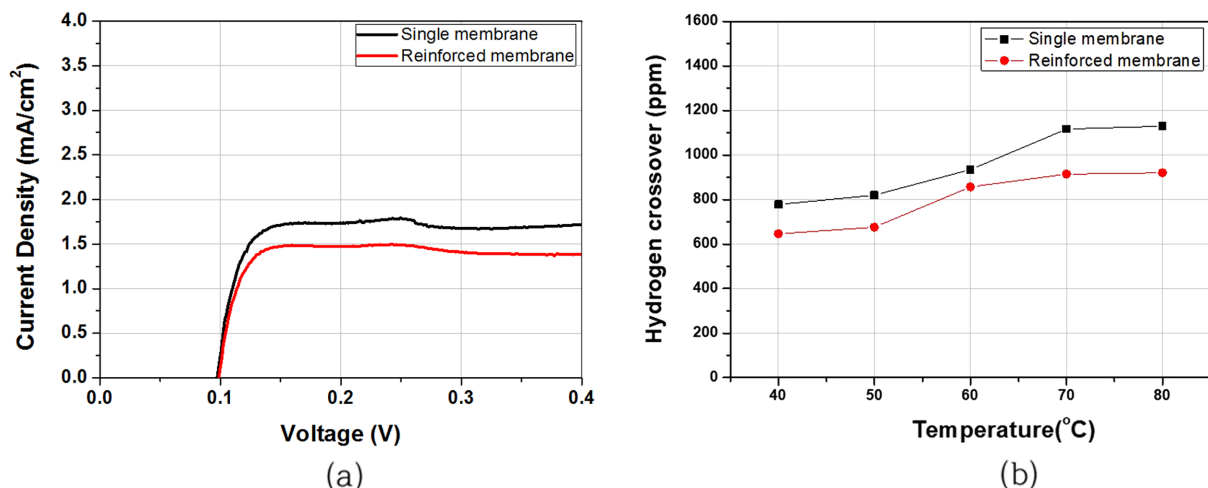 4.0
3.5
3.0
2.5
2.0
1.5
1.0
0.5
0.0
Current Density (mA/cm²)
Single membrane
Reinforced membrane
0.0 0.1 0.2 0.3 0.4
Voltage (V)
(a)
1600
1400
1200
1000
800
600
400
200
0
Hydrogen crossover (ppm)
Single membrane
Reinforced membrane
40 50 60 70 80
Temperature(°C)
(b)